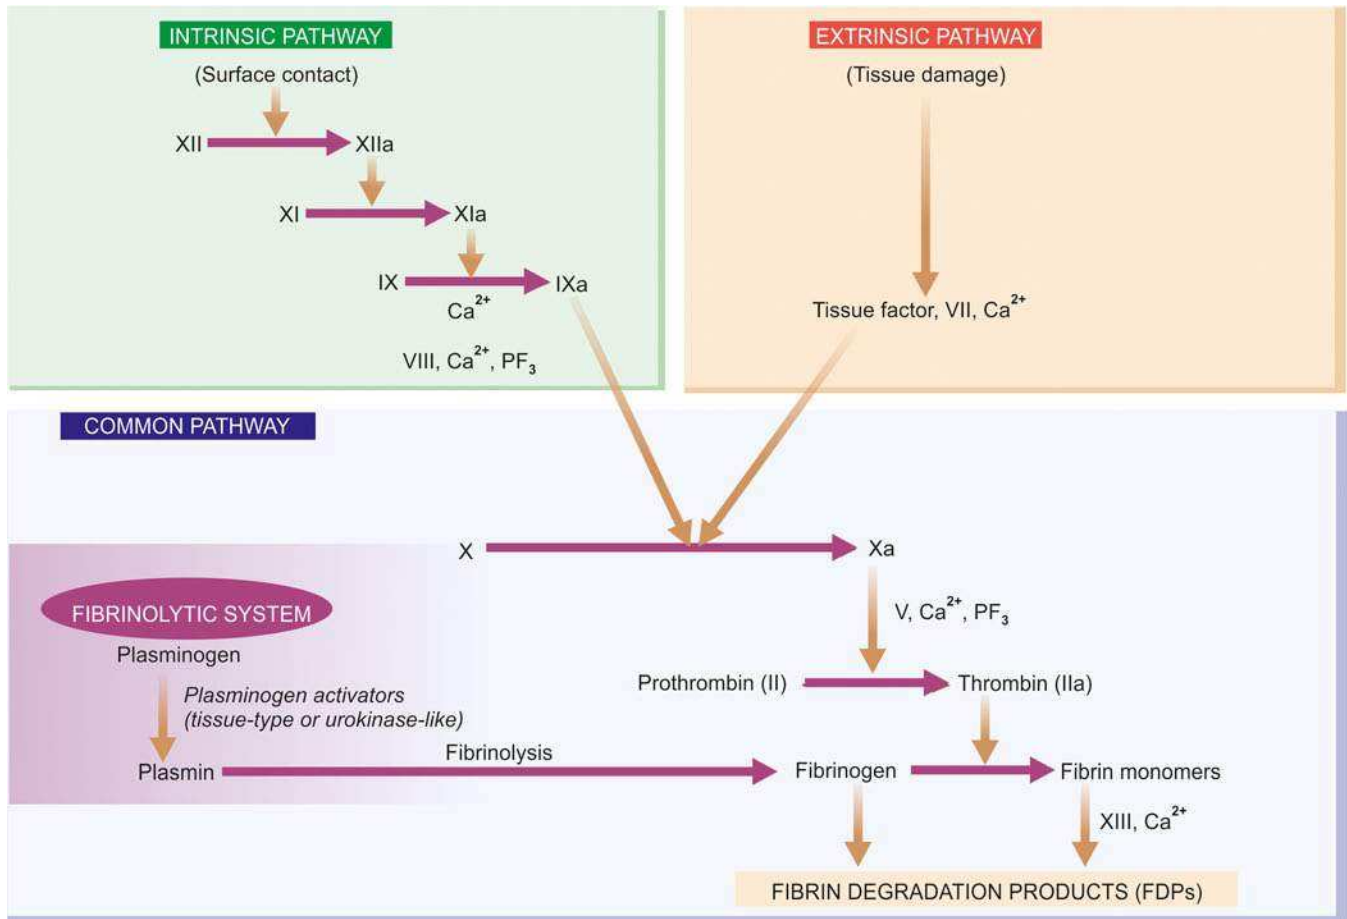 INTRINSIC PATHWAY
(Surface contact)
XII
XIIa
XI
XIa
IX
IXa
Ca²⁺
VIII, Ca²⁺, PF₃
EXTRINSIC PATHWAY
(Tissue damage)
Tissue factor, VII, Ca²⁺
COMMON PATHWAY
X
Xa
V, Ca²⁺, PF₃
Prothrombin (II)
Thrombin (IIa)
FIBRINOLYTIC SYSTEM
Plasminogen
Plasminogen activators
(tissue-type or urokinase-like)
Plasmin
Fibrinolysis
Fibrinogen
Fibrin monomers
XIII, Ca²⁺
FIBRIN DEGRADATION PRODUCTS (FDPs)